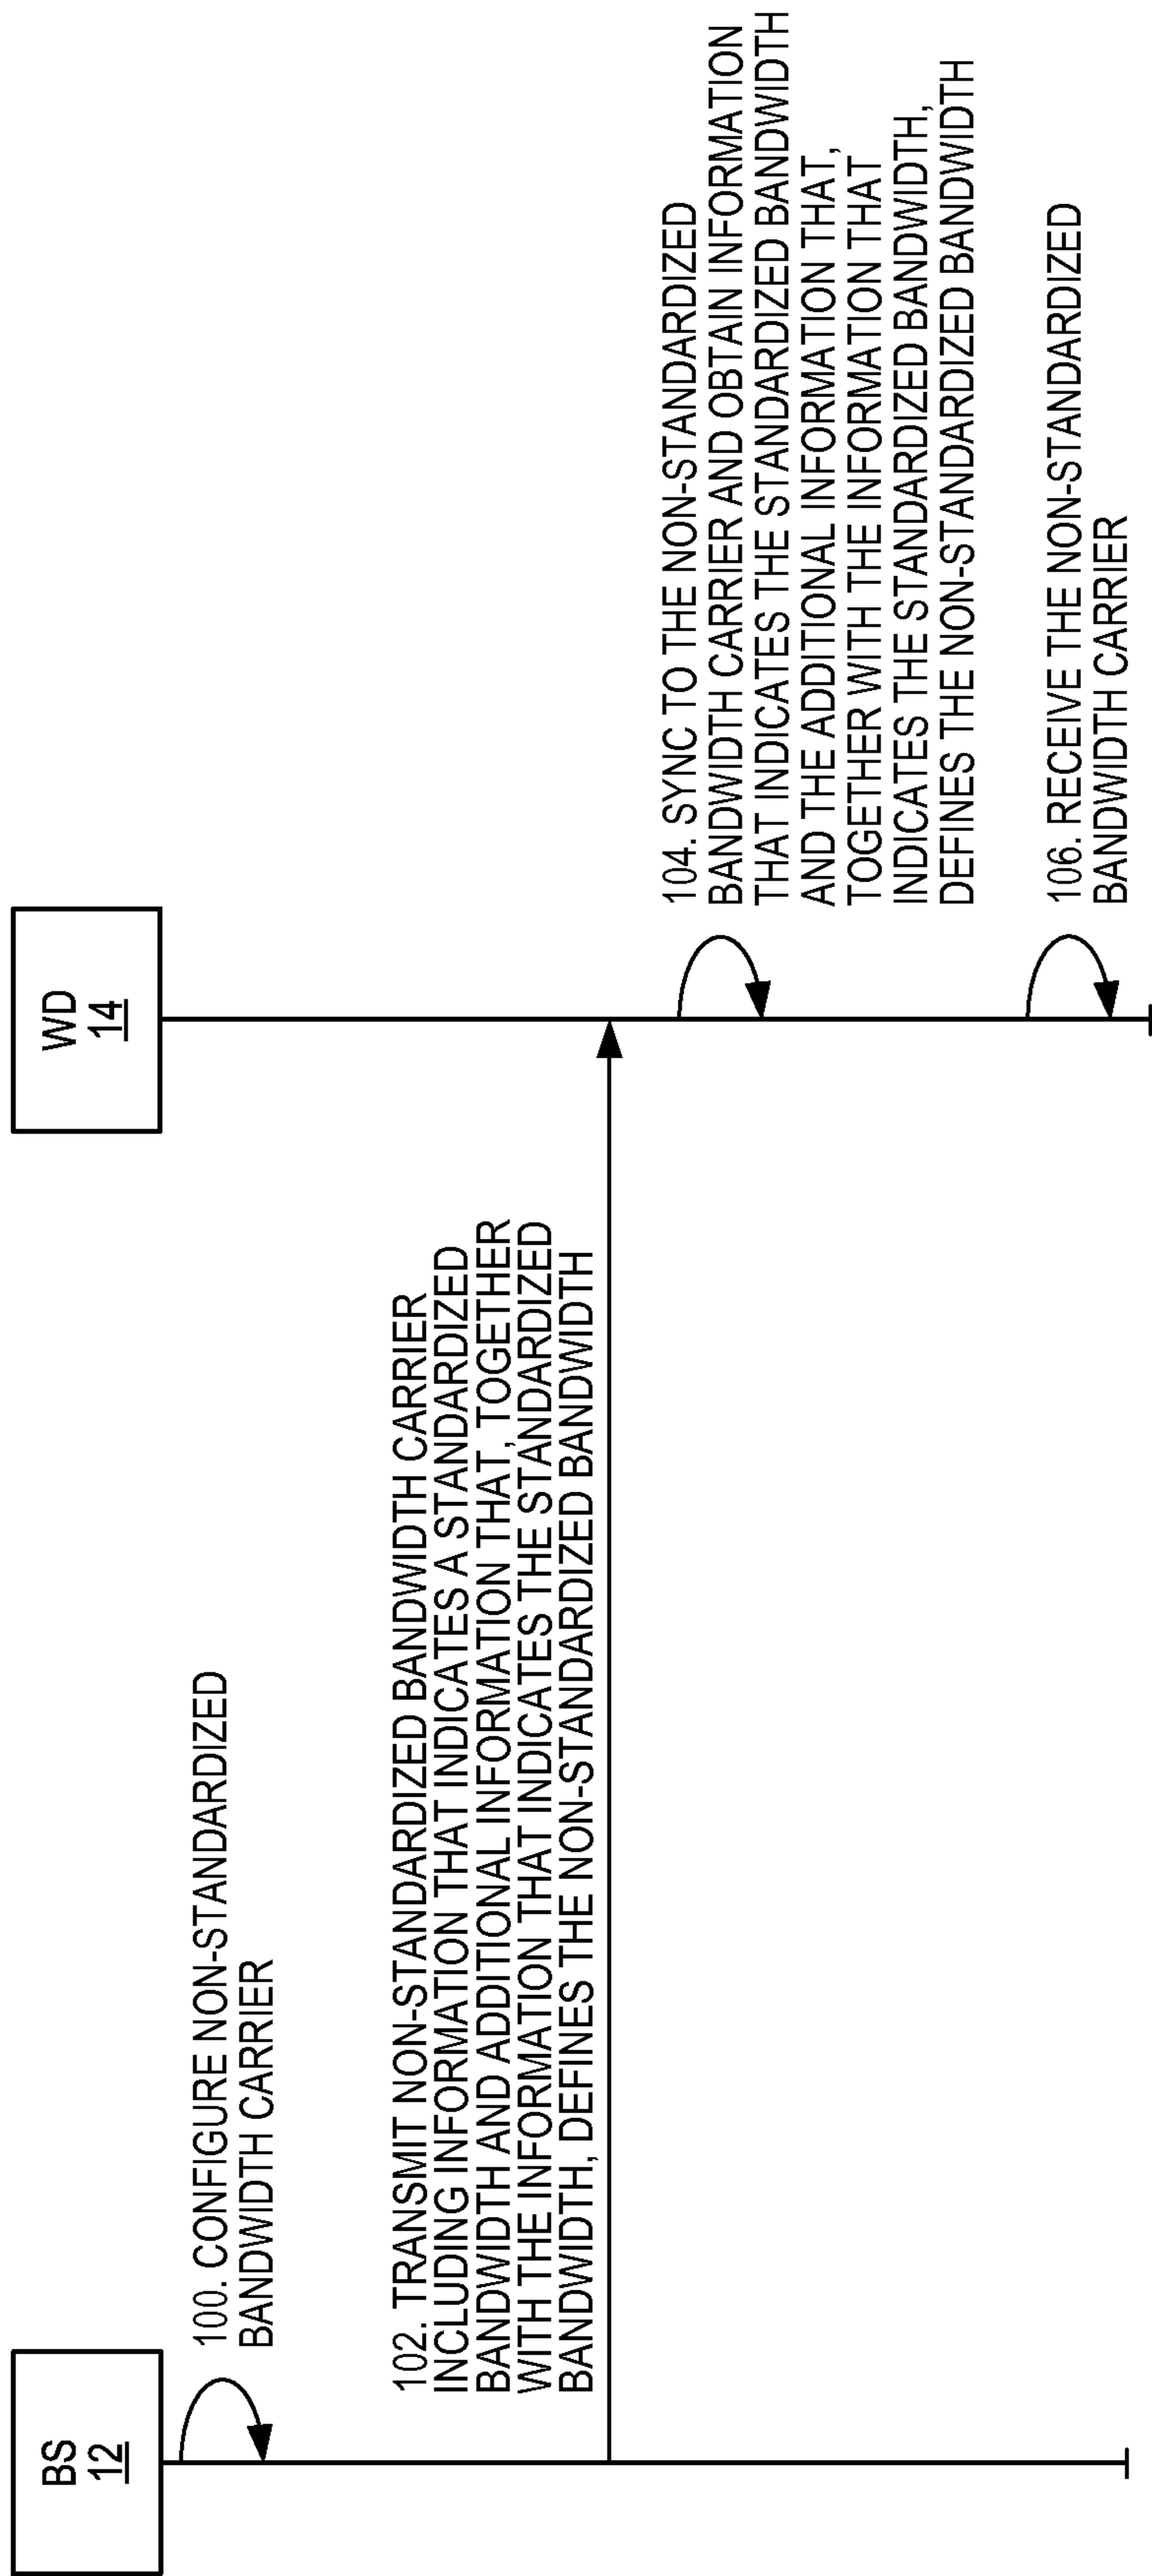 BS
12
WD
14
100. CONFIGURE NON-STANDARDIZED
BANDWIDTH CARRIER
102. TRANSMIT NON-STANDARDIZED BANDWIDTH CARRIER
INCLUDING INFORMATION THAT INDICATES A STANDARDIZED
BANDWIDTH AND ADDITIONAL INFORMATION THAT, TOGETHER
WITH THE INFORMATION THAT INDICATES THE STANDARDIZED
BANDWIDTH, DEFINES THE NON-STANDARDIZED BANDWIDTH
104. SYNC TO THE NON-STANDARDIZED
BANDWIDTH CARRIER AND OBTAIN INFORMATION
THAT INDICATES THE STANDARDIZED BANDWIDTH
AND THE ADDITIONAL INFORMATION THAT,
TOGETHER WITH THE INFORMATION THAT
INDICATES THE STANDARDIZED BANDWIDTH,
DEFINES THE NON-STANDARDIZED BANDWIDTH
106. RECEIVE THE NON-STANDARDIZED
BANDWIDTH CARRIER